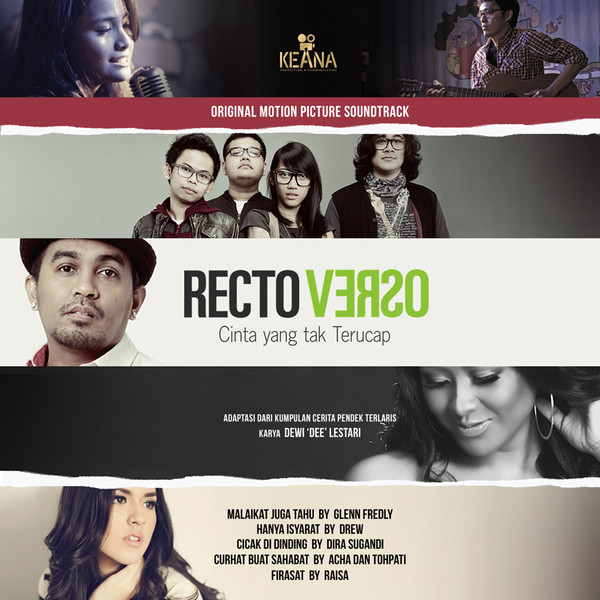 KEANA
PRODUCTION & COMMUNICATION
ORIGINAL MOTION PICTURE SOUNDTRACK
RECTO VERSO
Cinta yang tak Terucap
ADAPTASI DARI KUMPULAN CERITA PENDEK TERLARIS
KARYA DEWI 'DEE' LESTARI
MALAIKAT JUGA TAHU BY GLENN FREDLY
HANYA ISYARAT BY DREW
CICAK DI DINDING BY DIRA SUGANDI
CURHAT BUAT SAHABAT BY ACHA DAN TOHPATI
FIRASAT BY RAISA